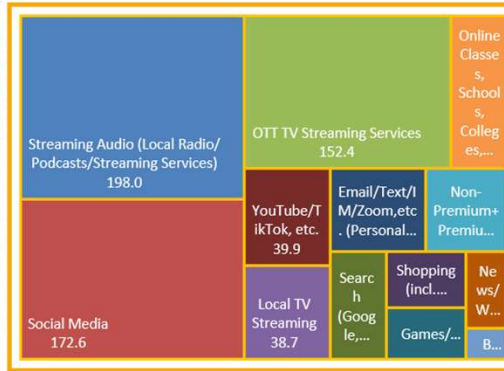 Streaming Audio (Local Radio/
Podcasts/Streaming Services)
198.0
Social Media
172.6
OTT TV Streaming Services
152.4
Online
Classe
s,
School
s,
Colleg
es,...
YouTube/T
ikTok, etc.
39.9
Email/Text/I
M/Zoom,etc
. (Personal...
Non-
Premium+
Premiu...
Local TV
Streaming
38.7
Searc
h
(Goog
le,...
Shopping
(incl....
Games/...
Ne
ws/
W...
B...